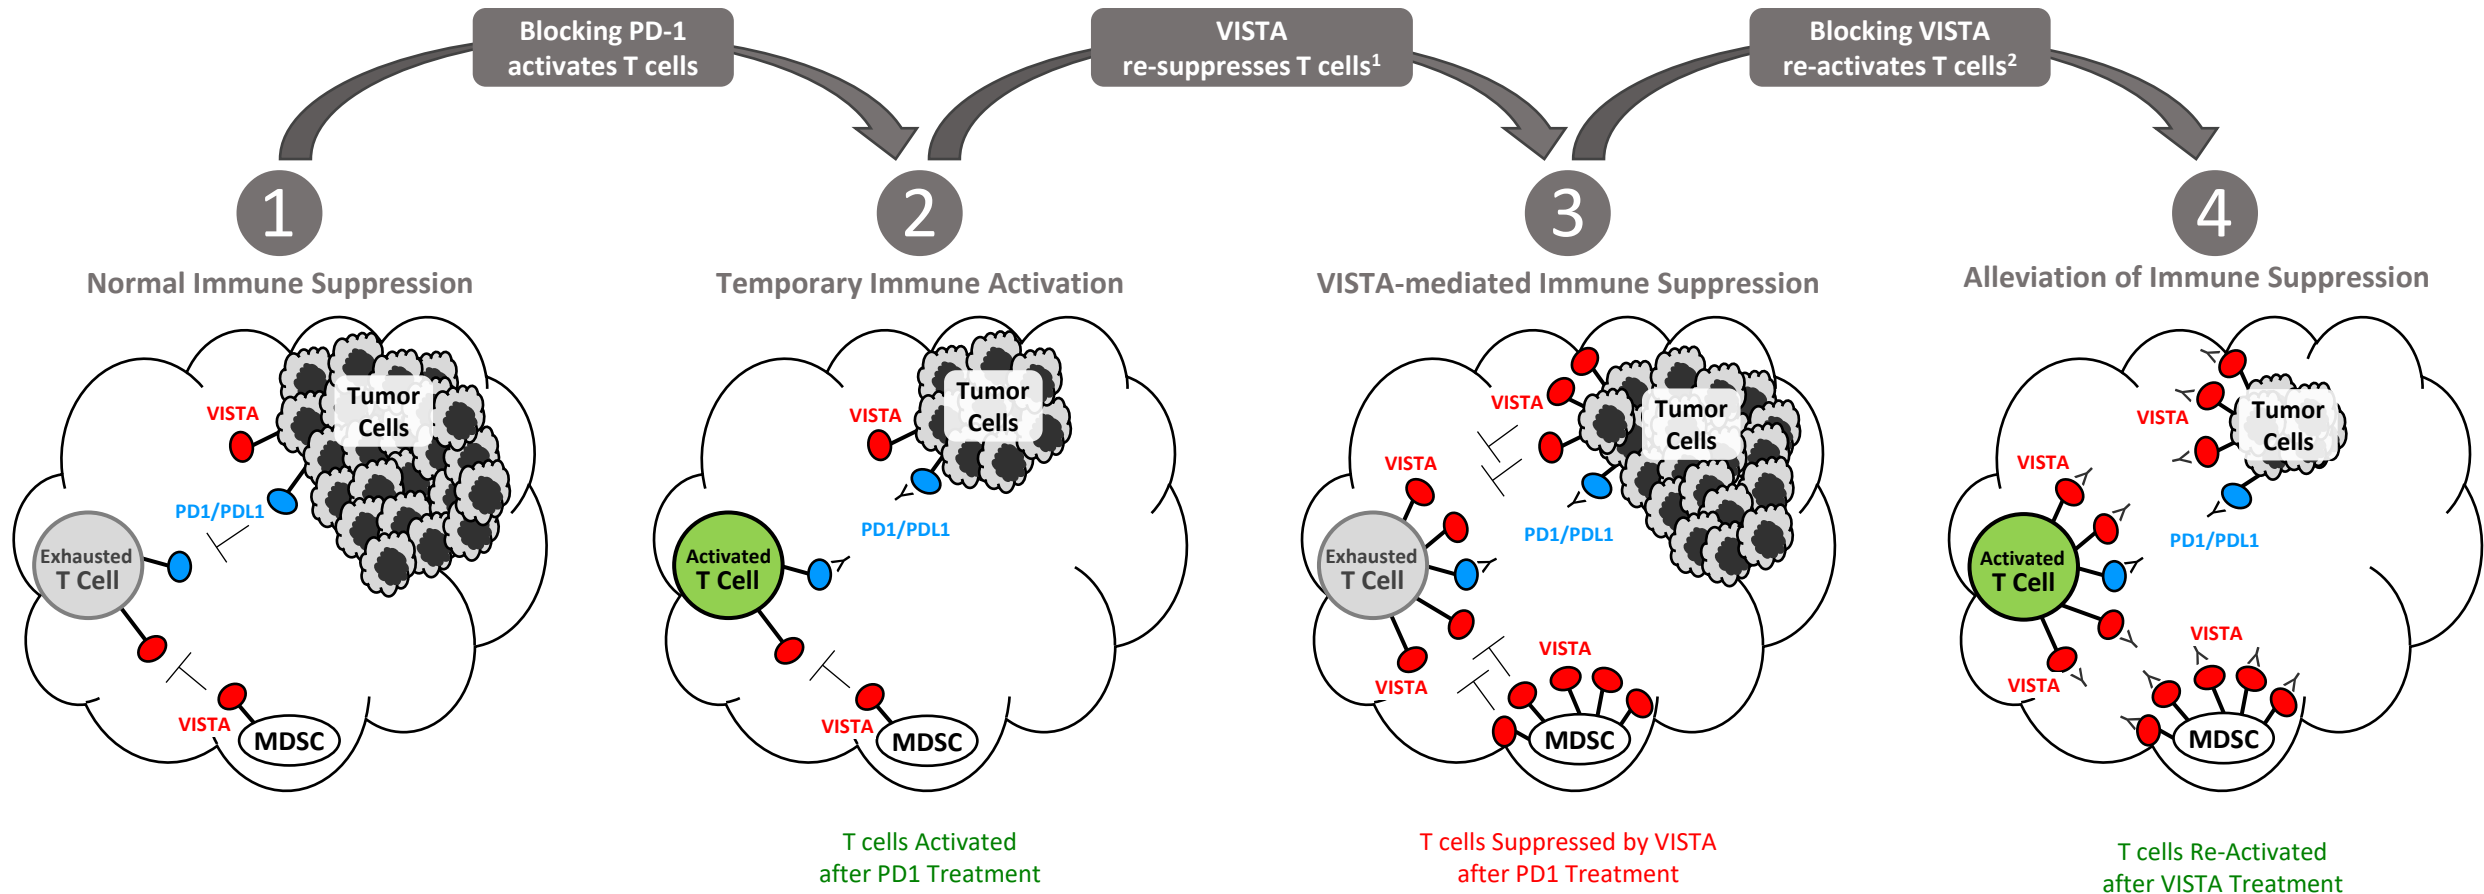 Blocking PD-1
activates T cells
VISTA
re-suppresses T cells¹
Blocking VISTA
re-activates T cells²
1
2
3
4
Normal Immune Suppression
Temporary Immune Activation
VISTA-mediated Immune Suppression
Alleviation of Immune Suppression
Tumor
Cells
VISTA
PD1/PDL1
Exhausted
T Cell
VISTA
MDSC
Tumor
Cells
VISTA
PD1/PDL1
Activated
T Cell
VISTA
MDSC
T cells Activated
after PD1 Treatment
Tumor
Cells
VISTA
VISTA
PD1/PDL1
Exhausted
T Cell
VISTA
VISTA
MDSC
T cells Suppressed by VISTA
after PD1 Treatment
Tumor
Cells
VISTA
VISTA
PD1/PDL1
Activated
T Cell
VISTA
VISTA
MDSC
T cells Re-Activated
after VISTA Treatment